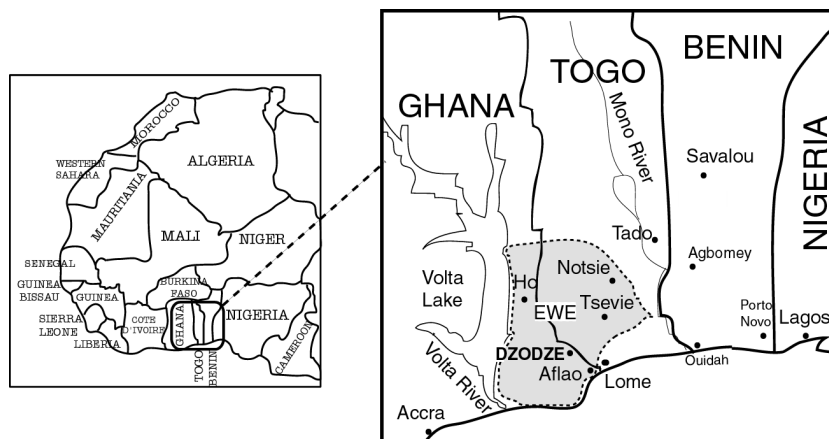 MOROCCO
WESTERN
SAHARA
ALGERIA
MAURITANIA
MALI
NIGER
SENEGAL
GUINEA
BISSAU
GUINEA
BURKINA
FASO
SIERRA
LEONE
LIBERIA
COTE
D'IVOIRE
GHANA
NIGERIA
TOGO
BENIN
CAMEROON
GHANA
TOGO
BENIN
NIGERIA
Mono River
Savalou
Tado
Agbomey
Volta
Lake
Notsie
Ho
EWE
Tsevie
Porto
Novo
Lagos
DZODZE
Aflao
Ouidah
Lome
Volta River
Accra